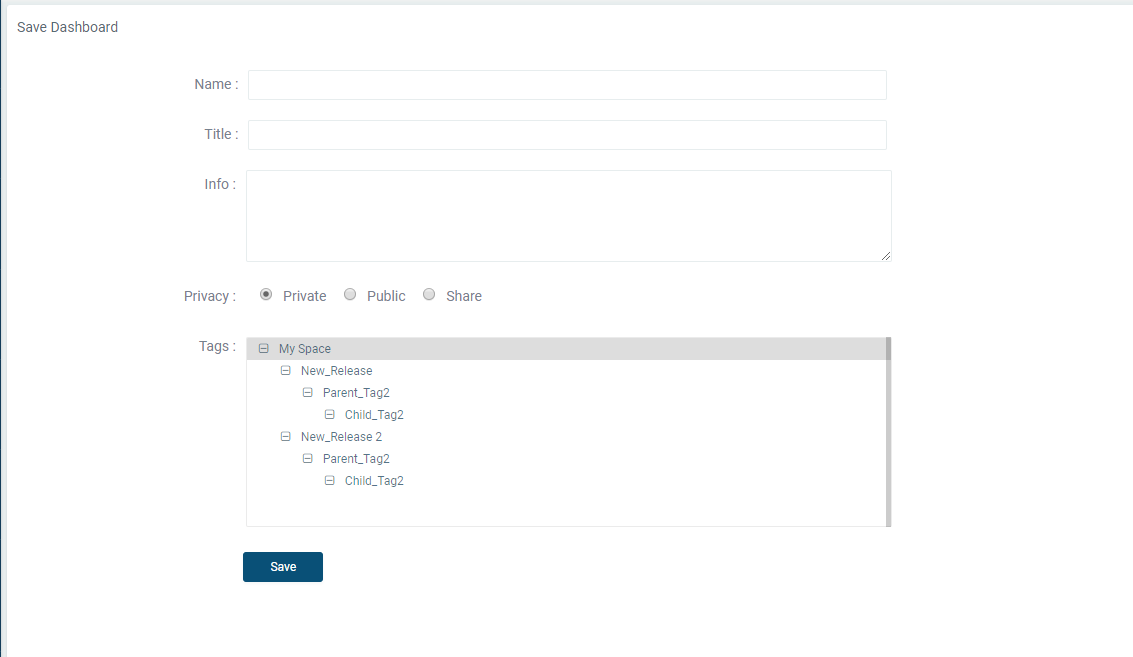 Save Dashboard
Name :
Title :
Info :
Privacy : Private Public Share
Tags : My Space
New_Release
Parent_Tag2
Child_Tag2
New_Release 2
Parent_Tag2
Child_Tag2
Save